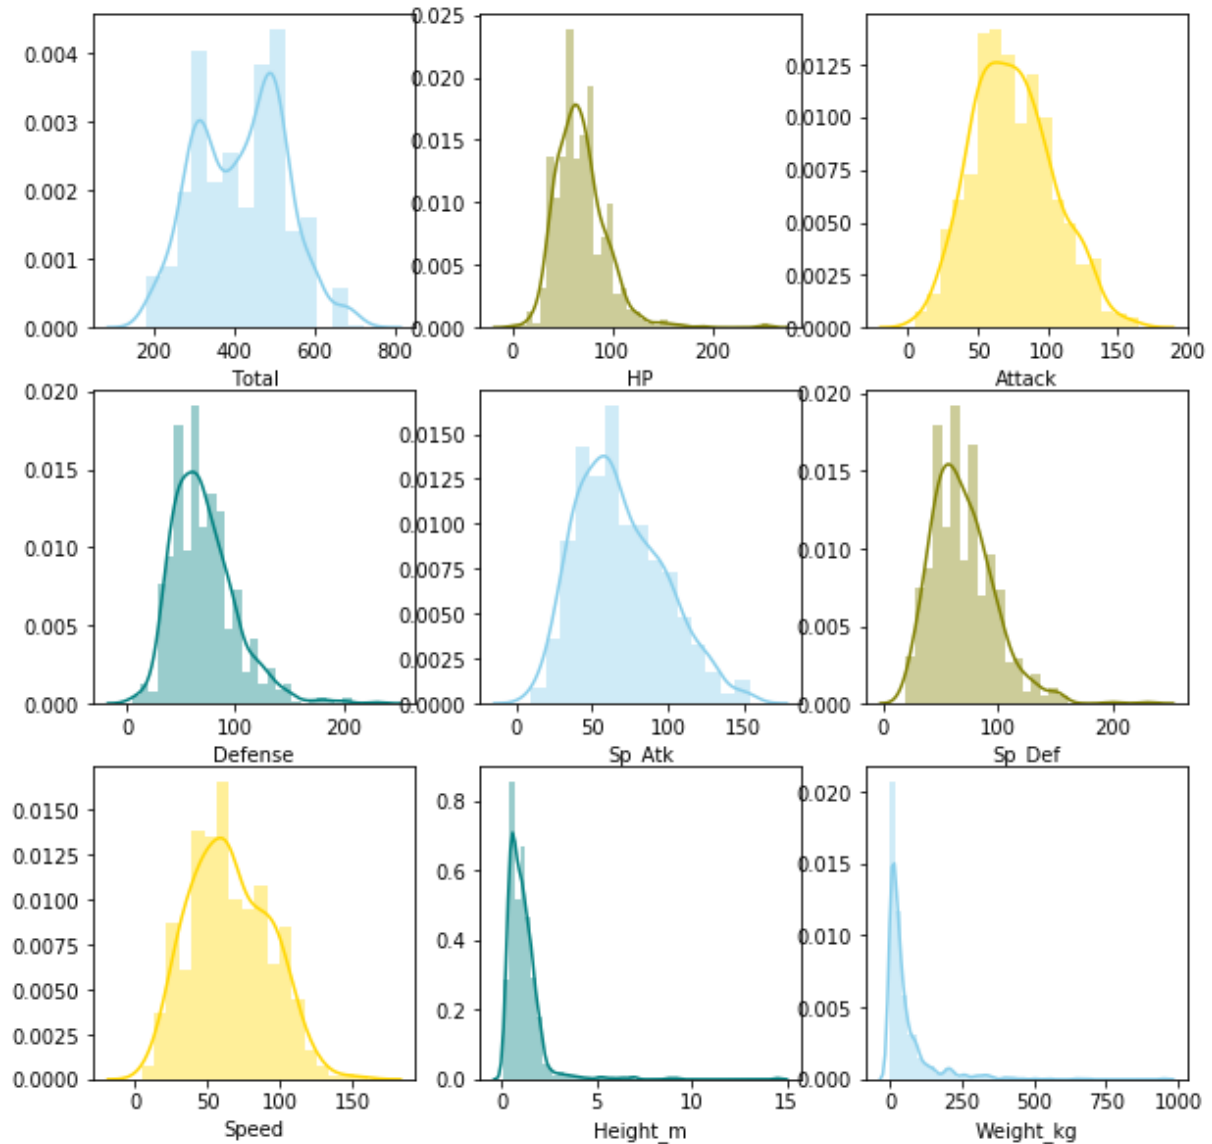 0.004
0.003
0.002
0.001
0.000
200 400 600 800
Total
0.025
0.020
0.015
0.010
0.005
0.000
0 100 200
HP
0.0125
0.0100
0.0075
0.0050
0.0025
0.0000
0 50 100 150 200
Attack
0.020
0.015
0.010
0.005
0.000
0 100 200
Defense
0.0150
0.0125
0.0100
0.0075
0.0050
0.0025
0.0000
0 50 100 150
Sp_Atk
0.020
0.015
0.010
0.005
0.000
0 100 200
Sp_Def
0.0150
0.0125
0.0100
0.0075
0.0050
0.0025
0.0000
0 50 100 150
Speed
0.8
0.6
0.4
0.2
0.0
0 5 10 15
Height_m
0.020
0.015
0.010
0.005
0.000
0 250 500 750 1000
Weight_kg